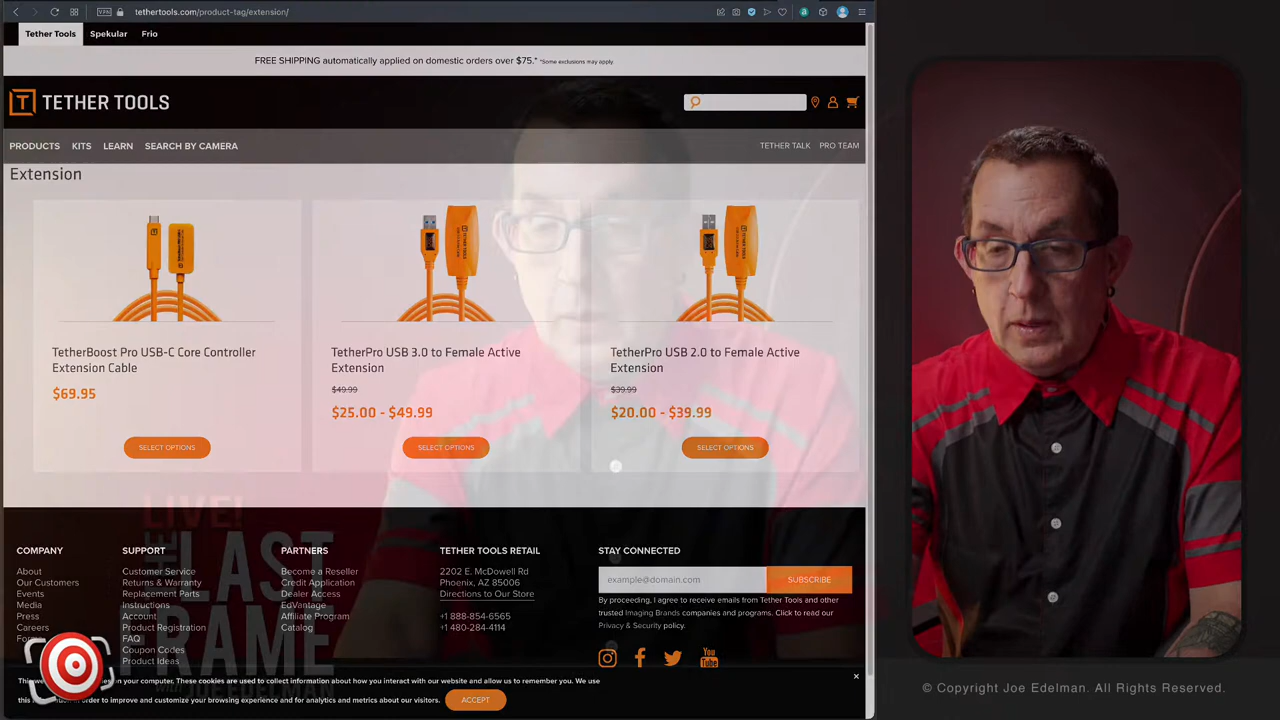 tethertools.com/product-tag/extension/
Tether Tools Spekular Frio
FREE SHIPPING automatically applied on domestic orders over $75.* *Some exclusions may apply.
TETHER TOOLS
PRODUCTS KITS LEARN SEARCH BY CAMERA TETHER TALK PRO TEAM
Extension
TetherBoost Pro USB-C Core Controller
Extension Cable
$69.95
SELECT OPTIONS
TetherPro USB 3.0 to Female Active
Extension
$49.99
$25.00 - $49.99
SELECT OPTIONS
TetherPro USB 2.0 to Female Active
Extension
$39.99
$20.00 - $39.99
SELECT OPTIONS
LIVE!
THE LAST
FRAME
with JOE EDELMAN
COMPANY
About
Our Customers
Events
Media
Press
Careers
SUPPORT
Customer Service
Returns & Warranty
Replacement Parts
Instructions
Account
Product Registration
FAQ
Coupon Codes
Product Ideas
PARTNERS
Become a Reseller
Credit Application
Dealer Access
EdVantage
Affiliate Program
Catalog
TETHER TOOLS RETAIL
2202 E. McDowell Rd
Phoenix, AZ 85006
Directions to Our Store
+1 888-854-6565
+1 480-284-4114
STAY CONNECTED
example@domain.com SUBSCRIBE
By proceeding, I agree to receive emails from Tether Tools and other
trusted Imaging Brands companies and programs. Click to read our
Privacy & Security policy.
You
Tube
your computer. These cookies are used to collect information about how you interact with our website and allow us to remember you. We use
order to improve and customize your browsing experience and for analytics and metrics about our visitors. ACCEPT
© Copyright Joe Edelman. All Rights Reserved.